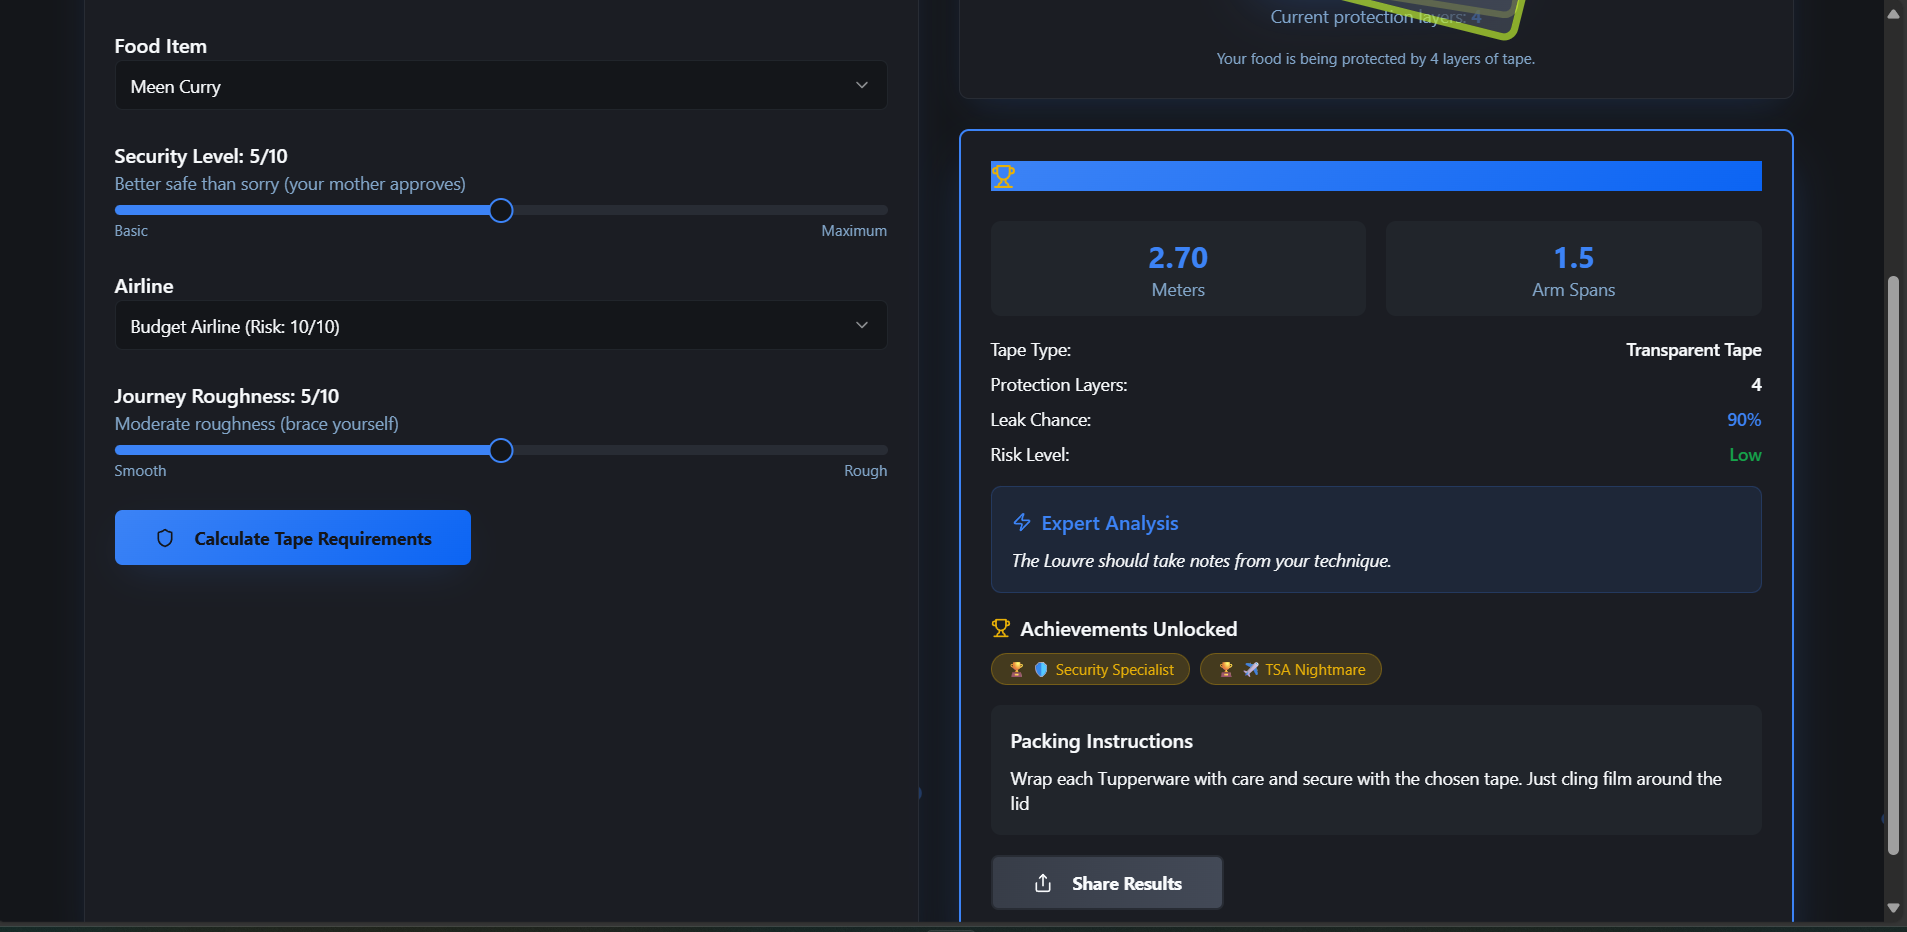 Food Item
Meen Curry
Security Level: 5/10
Better safe than sorry (your mother approves)
Basic
Maximum
Airline
Budget Airline (Risk: 10/10)
Journey Roughness: 5/10
Moderate roughness (brace yourself)
Smooth
Rough
Calculate Tape Requirements
Current protection layers: 4
Your food is being protected by 4 layers of tape.
2.70
Meters
1.5
Arm Spans
Tape Type:
Transparent Tape
Protection Layers:
4
Leak Chance:
90%
Risk Level:
Low
Expert Analysis
The Louvre should take notes from your technique.
Achievements Unlocked
Security Specialist
TSA Nightmare
Packing Instructions
Wrap each Tupperware with care and secure with the chosen tape. Just cling film around the
lid
Share Results